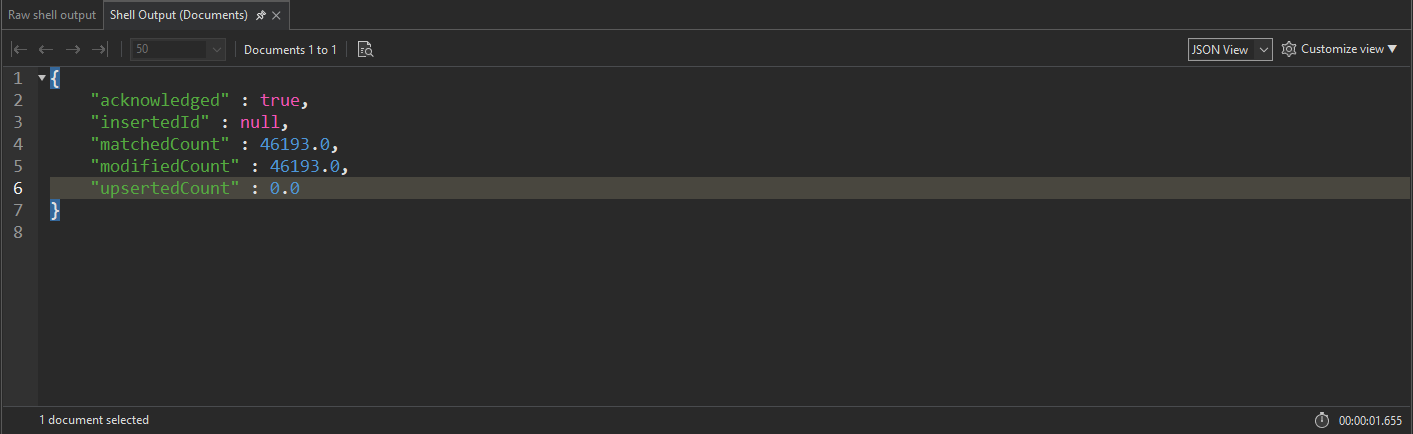 Raw shell output Shell Output (Documents)
50 Documents 1 to 1 JSON View Customize view
1 {
2 "acknowledged" : true,
3 "insertedId" : null,
4 "matchedCount" : 46193.0,
5 "modifiedCount" : 46193.0,
6 "upsertedCount" : 0.0
7 }
8
1 document selected 00:00:01.655